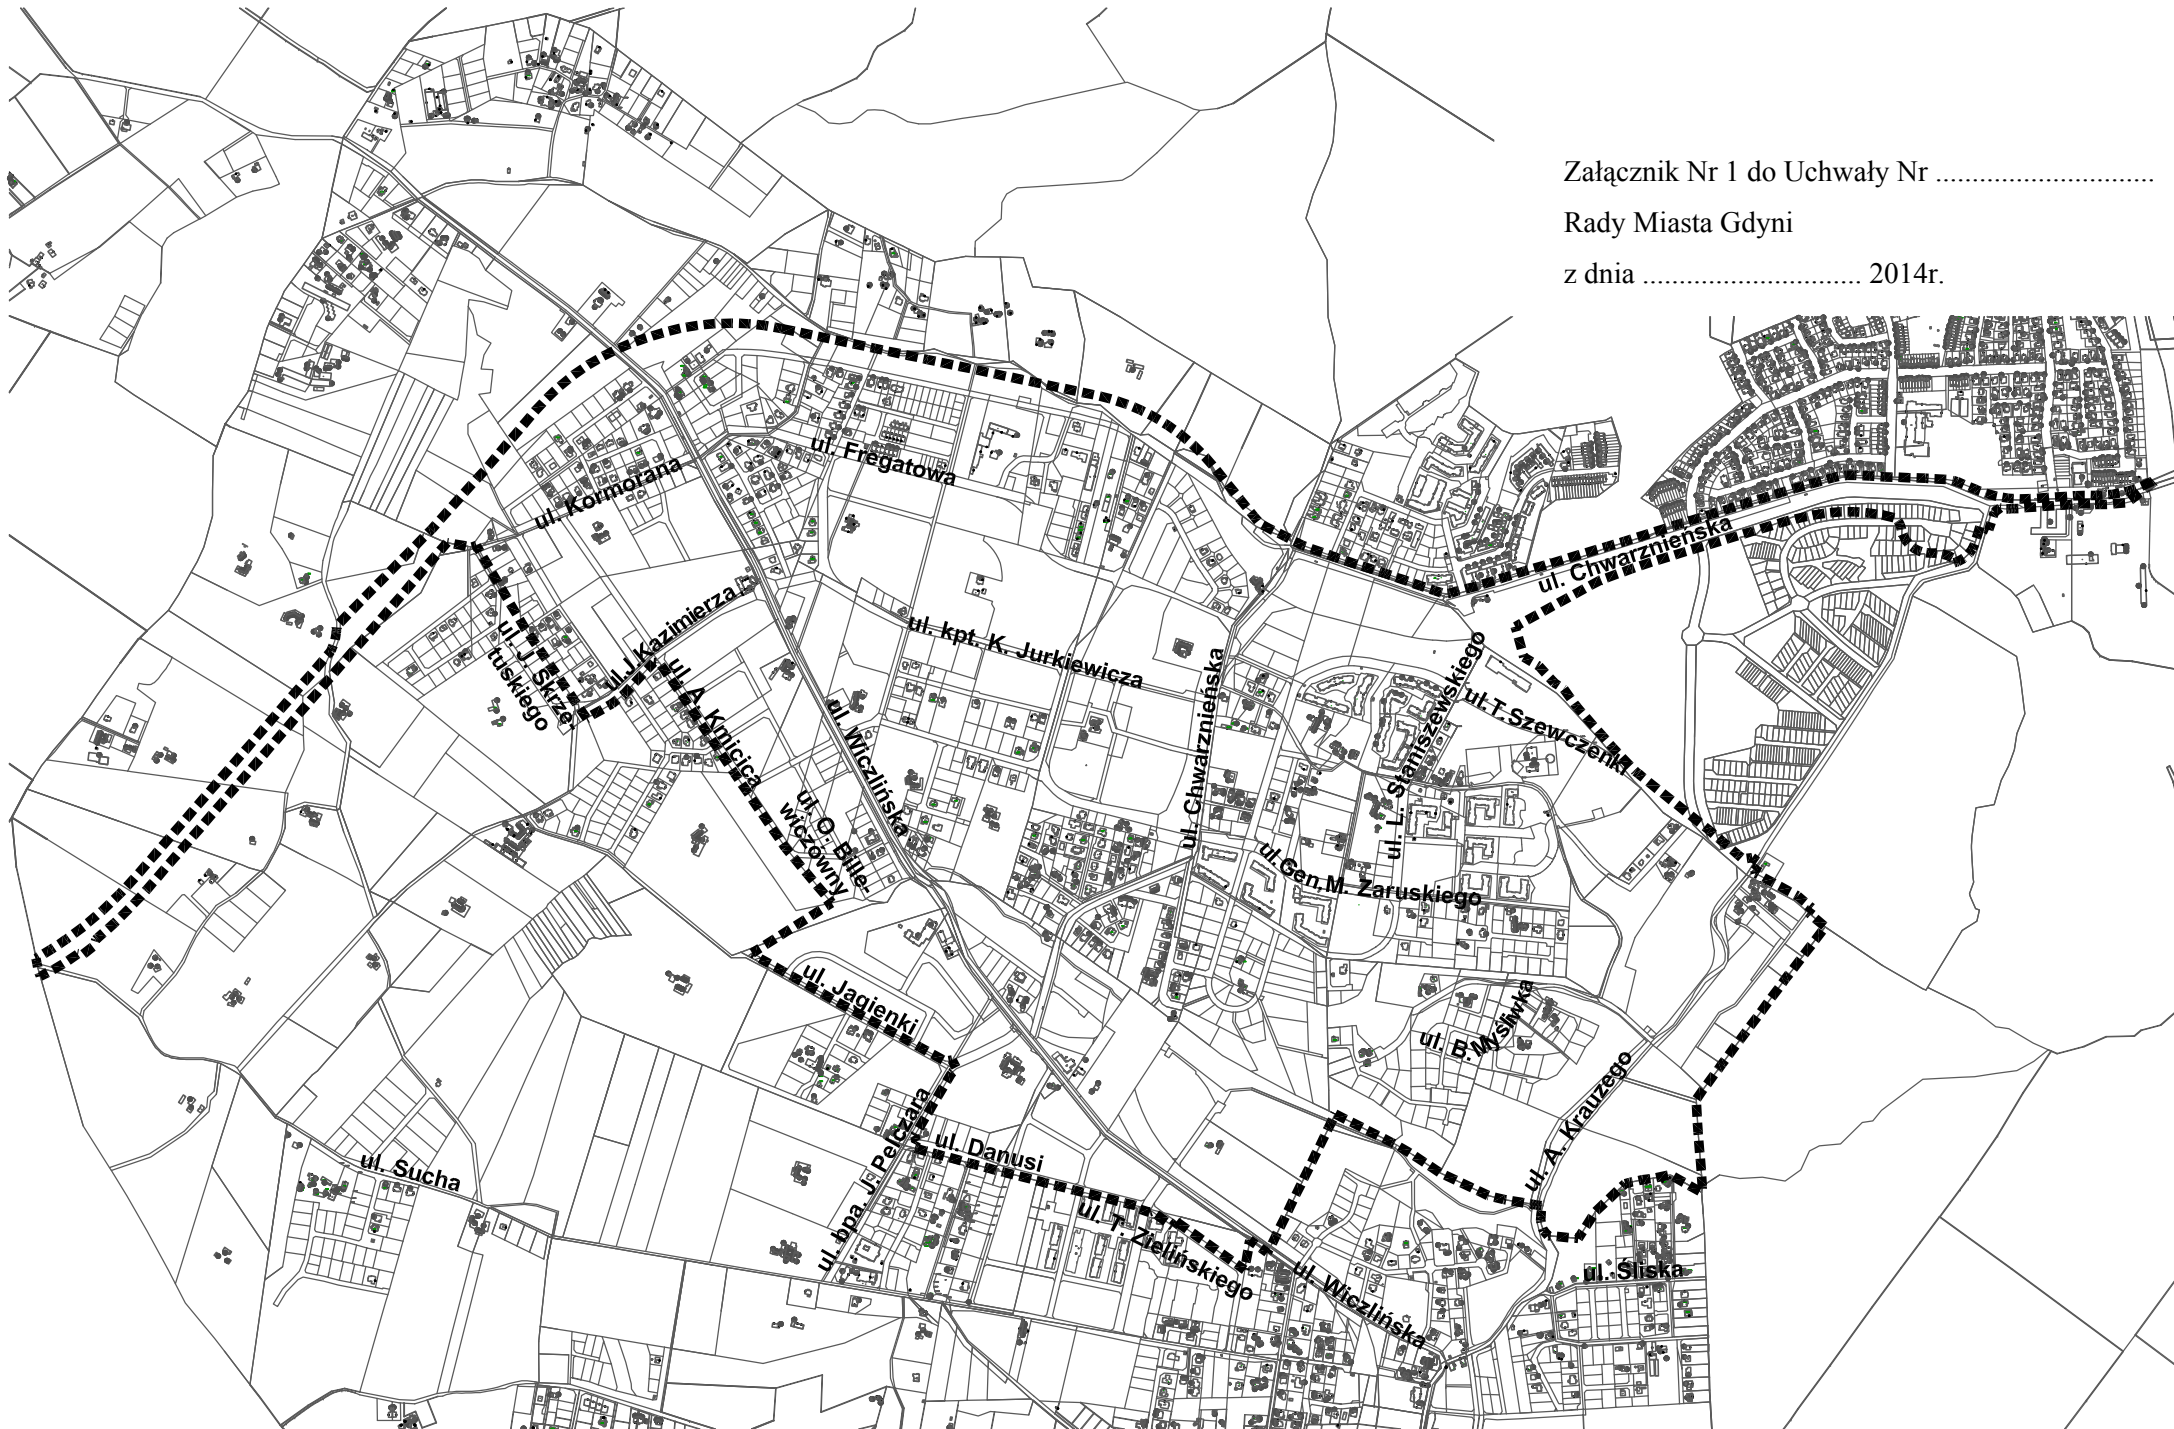 Załącznik Nr 1 do Uchwały Nr ..............................
Rady Miasta Gdyni
z dnia .............................. 2014r.
ul. Fregatowa
ul. Kormorana
ul. Chwarznieńska
ul. J. Skrze-
tuskiego
ul.J.Kazimierza
ul. A. Kmicica
ul. kpt. K. Jurkiewicza
ul. Wiczlińska
ul. Chwarznieńska
ul. L. Staniszewskiego
ul.T.Szewczenki
ul. O. Bille-
wiczówny
ul.Gen.M. Zaruskiego
ul. Jagienki
ul. B.Myśliwka
ul. A. Krauzego
ul. bpa. J. Pelczara
ul. Danusi
ul. Sucha
ul. T. Zielińskiego
ul. Wiczlińska
ul. Śliska